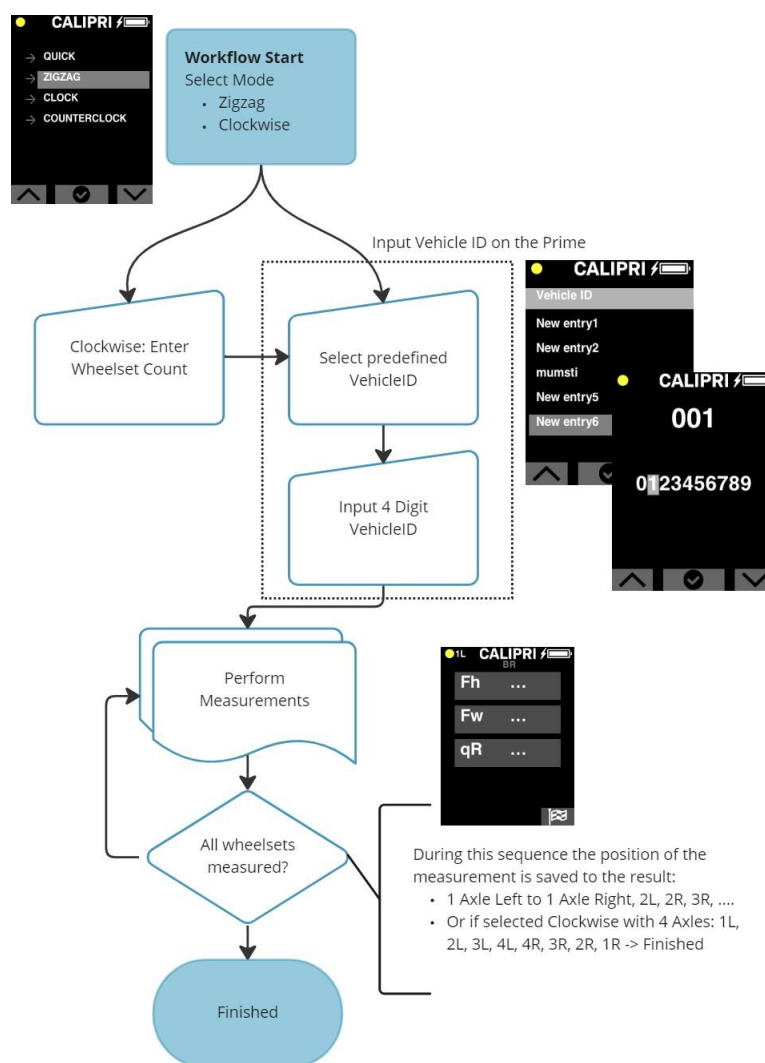 CALIPRI
QUICK
ZIGZAG
CLOCK
COUNTERCLOCK
Workflow Start
Select Mode
• Zigzag
• Clockwise
Input Vehicle ID on the Prime
Clockwise: Enter
Wheelset Count
Select predefined
VehicleID
Input 4 Digit
VehicleID
CALIPRI
Vehicle ID
New entry1
New entry2
mumsti
New entry5
New entry6
CALIPRI
001
0123456789
Perform
Measurements
All wheelsets
measured?
Finished
1L CALIPRI
BR
Fh ...
Fw ...
qR ...
During this sequence the position of the
measurement is saved to the result:
• 1 Axle Left to 1 Axle Right, 2L, 2R, 3R, ....
• Or if selected Clockwise with 4 Axles: 1L,
2L, 3L, 4L, 4R, 3R, 2R, 1R -> Finished